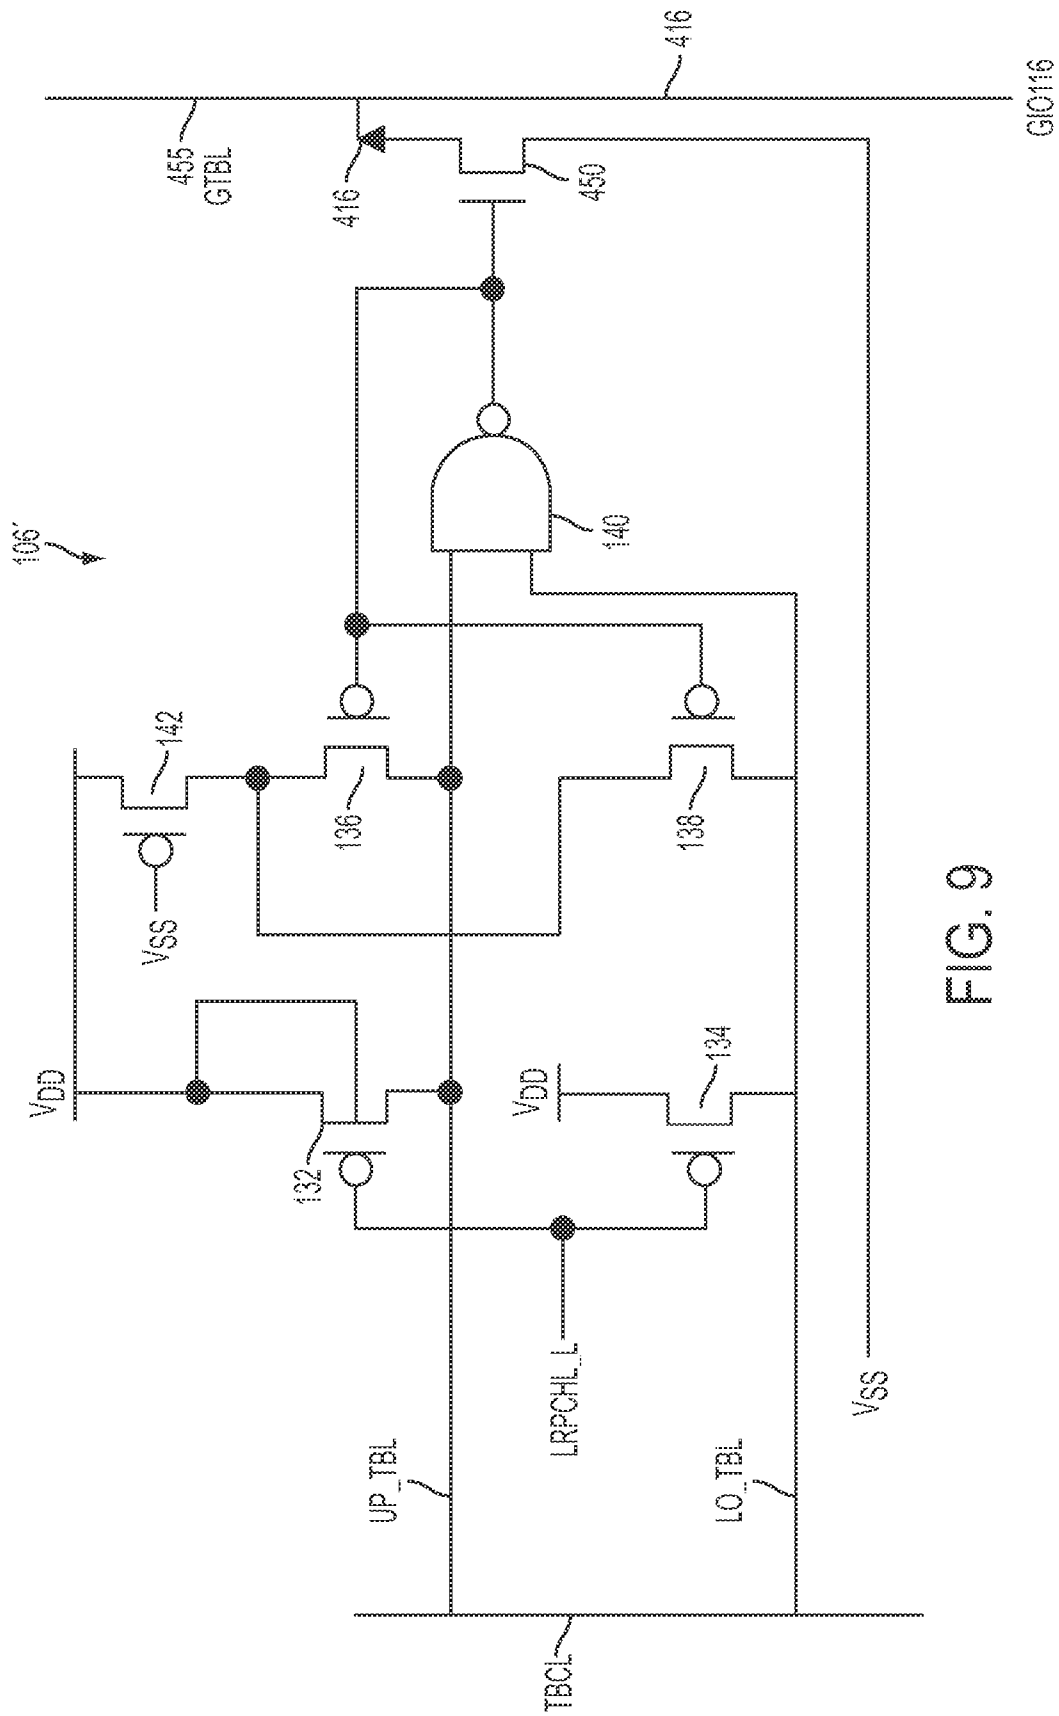 106'
VDD
VSS
142
132
136
VDD
134
138
140
416
450
455
GTBL
416
GIO116
UP_TBL
LRPCHL_L
LO_TBL
VSS
TBCL
FIG. 9